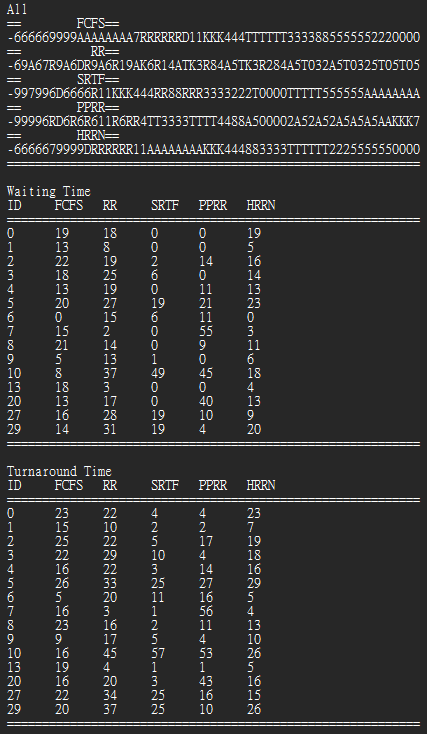 All
==        FCFS==
-666669999AAAAAAAA7RRRRRRD11KKK444TTTTTT3333885555552220000
==          RR==
-69A67R9A6DR9A6R19AK6R14ATK3R84A5TK3R284A5T032A5T0325T05T05
==        SRTF==
-997996D6666R11KKK444RR88RRR3333222T0000TTTTT555555AAAAAAAA
==        PPRR==
-99996RD6R6R611R6RR4TT3333TTTT4488A500002A52A52A5A5A5AAKKK7
==        HRRN==
-6666679999DRRRRRR11AAAAAAAAKKK444883333TTTTTT2225555550000
===========================================================
Waiting Time
ID FCFS RR SRTF PPRR HRRN
===========================================================
0 19 18 0 0 19
1 13 8 0 0 5
2 22 19 2 14 16
3 18 25 6 0 14
4 13 19 0 11 13
5 20 27 19 21 23
6 0 15 6 11 0
7 15 2 0 55 3
8 21 14 0 9 11
9 5 13 1 0 6
10 8 37 49 45 18
13 18 3 0 0 4
20 13 17 0 40 13
27 16 28 19 10 9
29 14 31 19 4 20
===========================================================
Turnaround Time
ID FCFS RR SRTF PPRR HRRN
===========================================================
0 23 22 4 4 23
1 15 10 2 2 7
2 25 22 5 17 19
3 22 29 10 4 18
4 16 22 3 14 16
5 26 33 25 27 29
6 5 20 11 16 5
7 16 3 1 56 4
8 23 16 2 11 13
9 9 17 5 4 10
10 16 45 57 53 26
13 19 4 1 1 5
20 16 20 3 43 16
27 22 34 25 16 15
29 20 37 25 10 26
===========================================================